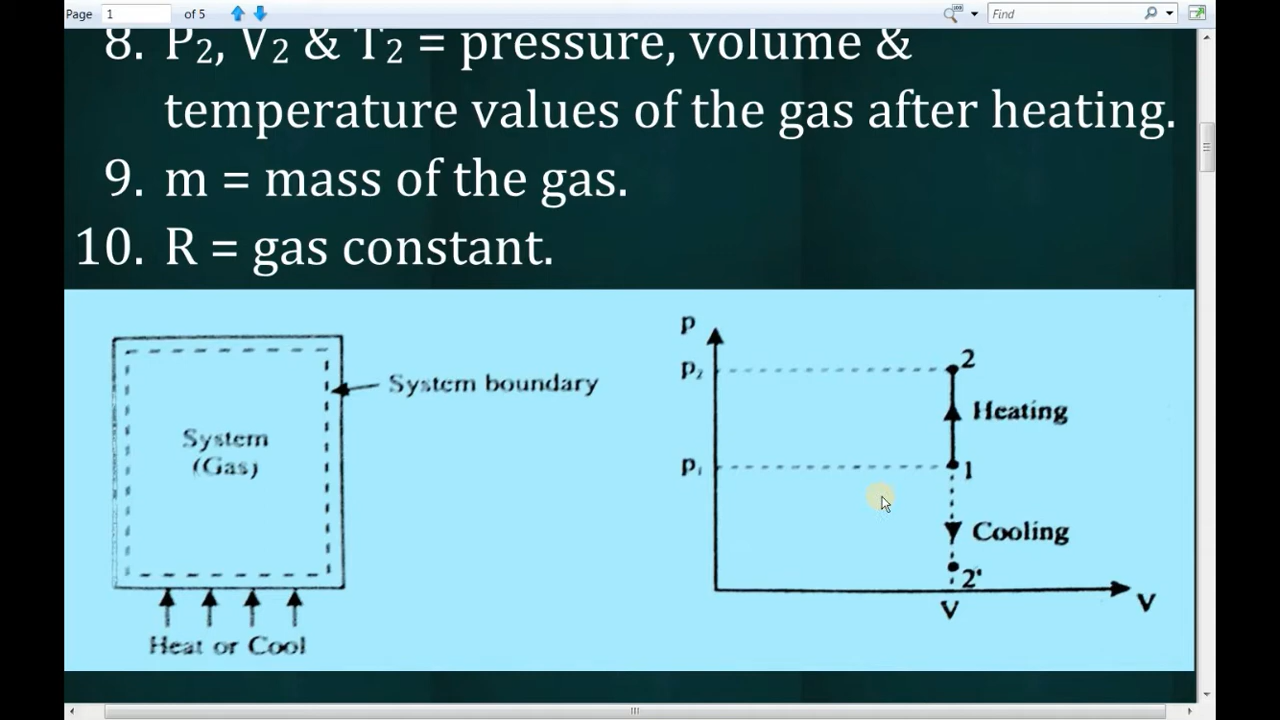 Page 1 of 5 Find
8. P₂, V₂ & T₂ = pressure, volume &
temperature values of the gas after heating.
9. m = mass of the gas.
10. R = gas constant.
System boundary
System
(Gas)
Heat or Cool
P
P₂
P₁
2
Heating
1
Cooling
2'
V
V